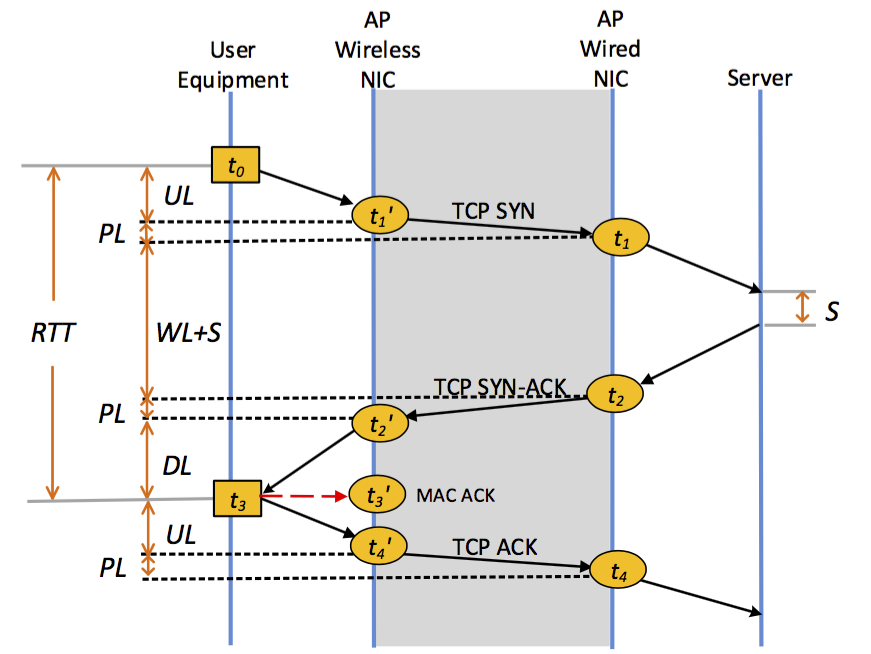 User
Equipment
AP
Wireless
NIC
AP
Wired
NIC
Server
t0
UL
t1'
TCP SYN
PL
t1
S
RTT
WL+S
TCP SYN-ACK
t2
PL
t2'
DL
t3
t3'
MAC ACK
UL
t4'
TCP ACK
PL
t4